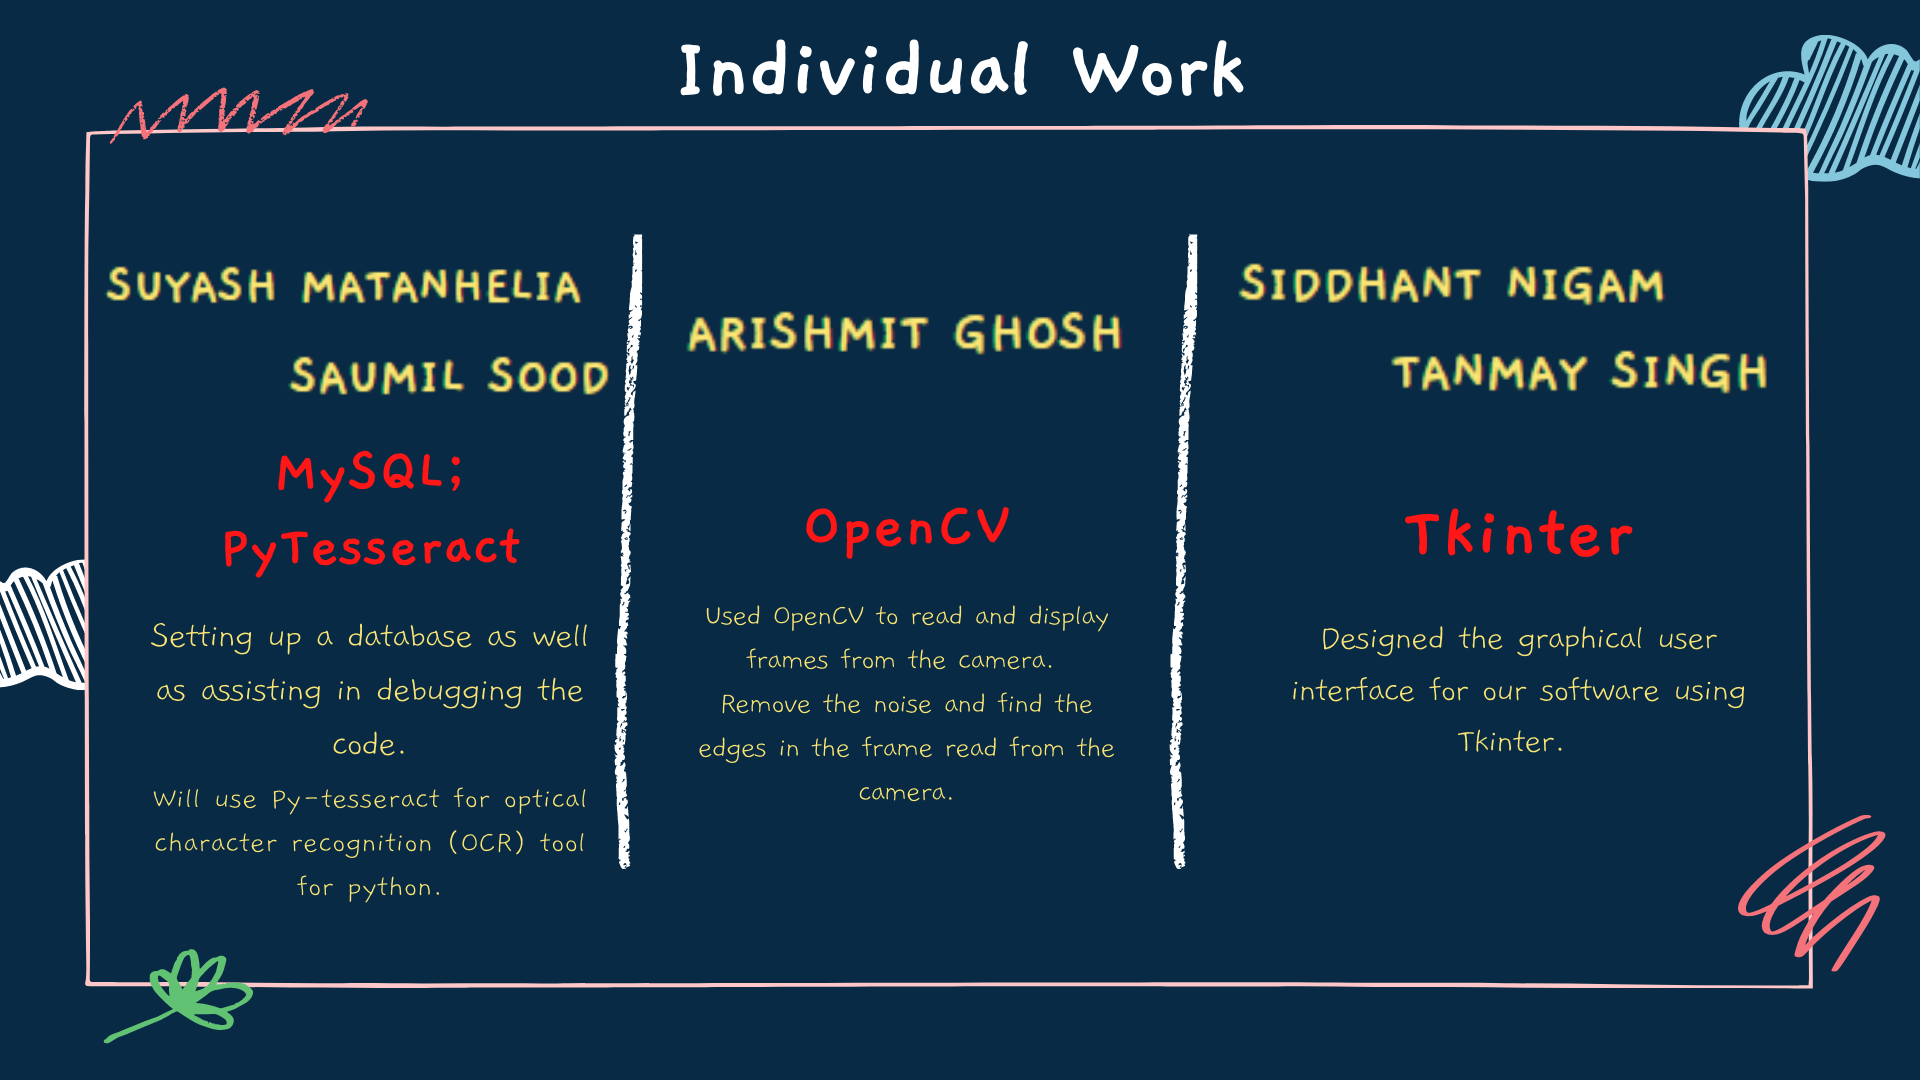 Individual Work
SUYASH MATANHELIA
SAUMIL SOOD
MySQL;
PyTesseract
Setting up a database as well
as assisting in debugging the
code.
Will use Py-tesseract for optical
character recognition (OCR) tool
for python.
ARISHMIT GHOSH
OpenCV
Used OpenCV to read and display
frames from the camera.
Remove the noise and find the
edges in the frame read from the
camera.
SIDDHANT NIGAM
TANMAY SINGH
Tkinter
Designed the graphical user
interface for our software using
Tkinter.